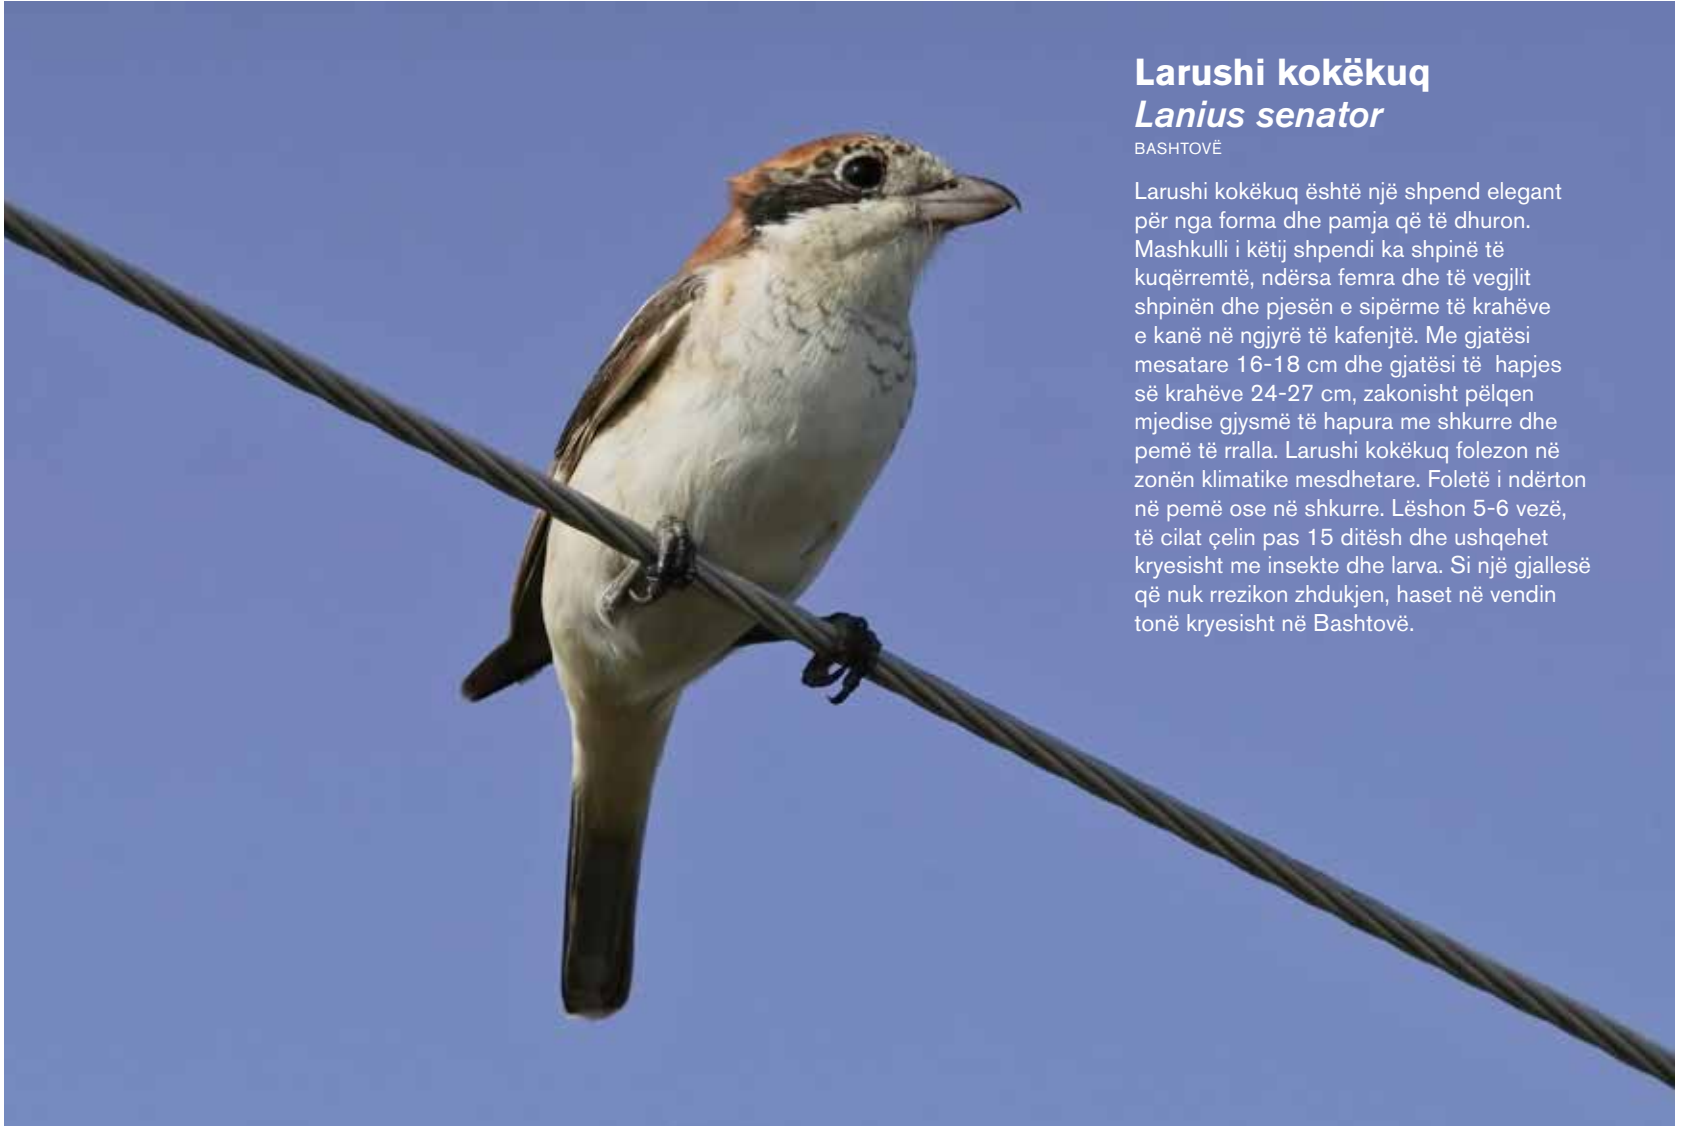 Larushi kokëkuq
Lanius senator
BASHTOVË
Larushi kokëkuq është një shpend elegant
për nga forma dhe pamja që të dhuron.
Mashkulli i këtij shpendi ka shpinë të
kuqërremtë, ndërsa femra dhe të vegjlit
shpinën dhe pjesën e sipërme të krahëve
e kanë në ngjyrë të kafenjtë. Me gjatësi
mesatare 16-18 cm dhe gjatësi të hapjes
së krahëve 24-27 cm, zakonisht pëlqen
mjedise gjysmë të hapura me shkurre dhe
pemë të rralla. Larushi kokëkuq folezon në
zonën klimatike mesdhetare. Foletë i ndërton
në pemë ose në shkurre. Lëshon 5-6 vezë,
të cilat çelin pas 15 ditësh dhe ushqehet
kryesisht me insekte dhe larva. Si një gjallesë
që nuk rrezikon zhdukjen, haset në vendin
tonë kryesisht në Bashtovë.